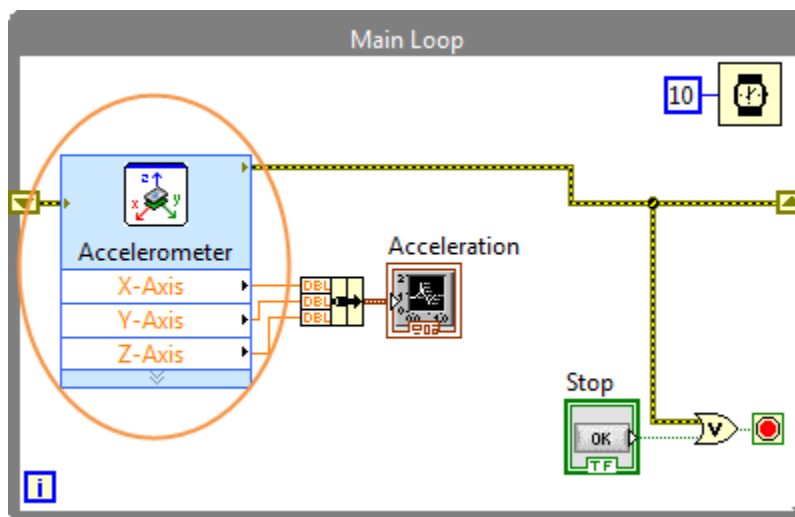 Main Loop
10
z
x y
Accelerometer
X-Axis
Y-Axis
Z-Axis
DBL
DBL
DBL
Acceleration
Stop
OK
TF
V
i